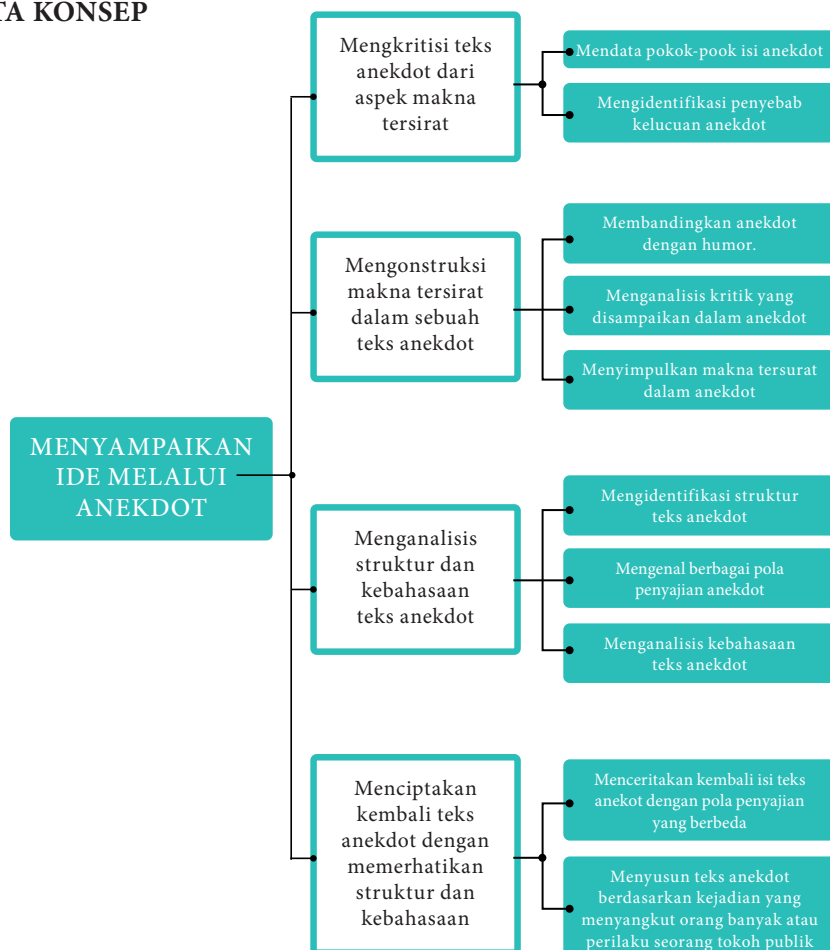 TA KONSEP
MENYAMPAIKAN
IDE MELALUI
ANEKDOT
Mengkritisi teks
anekdot dari
aspek makna
tersirat
Mendata pokok-pook isi anekdot
Mengidentifikasi penyebab
kelucuan anekdot
Mengonstruksi
makna tersirat
dalam sebuah
teks anekdot
Membandingkan anekdot
dengan humor.
Menganalisis kritik yang
disampaikan dalam anekdot
Menyimpulkan makna tersurat
dalam anekdot
Menganalisis
struktur dan
kebahasaan
teks anekdot
Mengidentifikasi struktur
teks anekdot
Mengenal berbagai pola
penyajian anekdot
Menganalisis kebahasaan
teks anekdot
Menciptakan
kembali teks
anekdot dengan
memerhatikan
struktur dan
kebahasaan
Menceritakan kembali isi teks
anekot dengan pola penyajian
yang berbeda
Menyusun teks anekdot
berdasarkan kejadian yang
menyangkut orang banyak atau
perilaku seorang tokoh publik